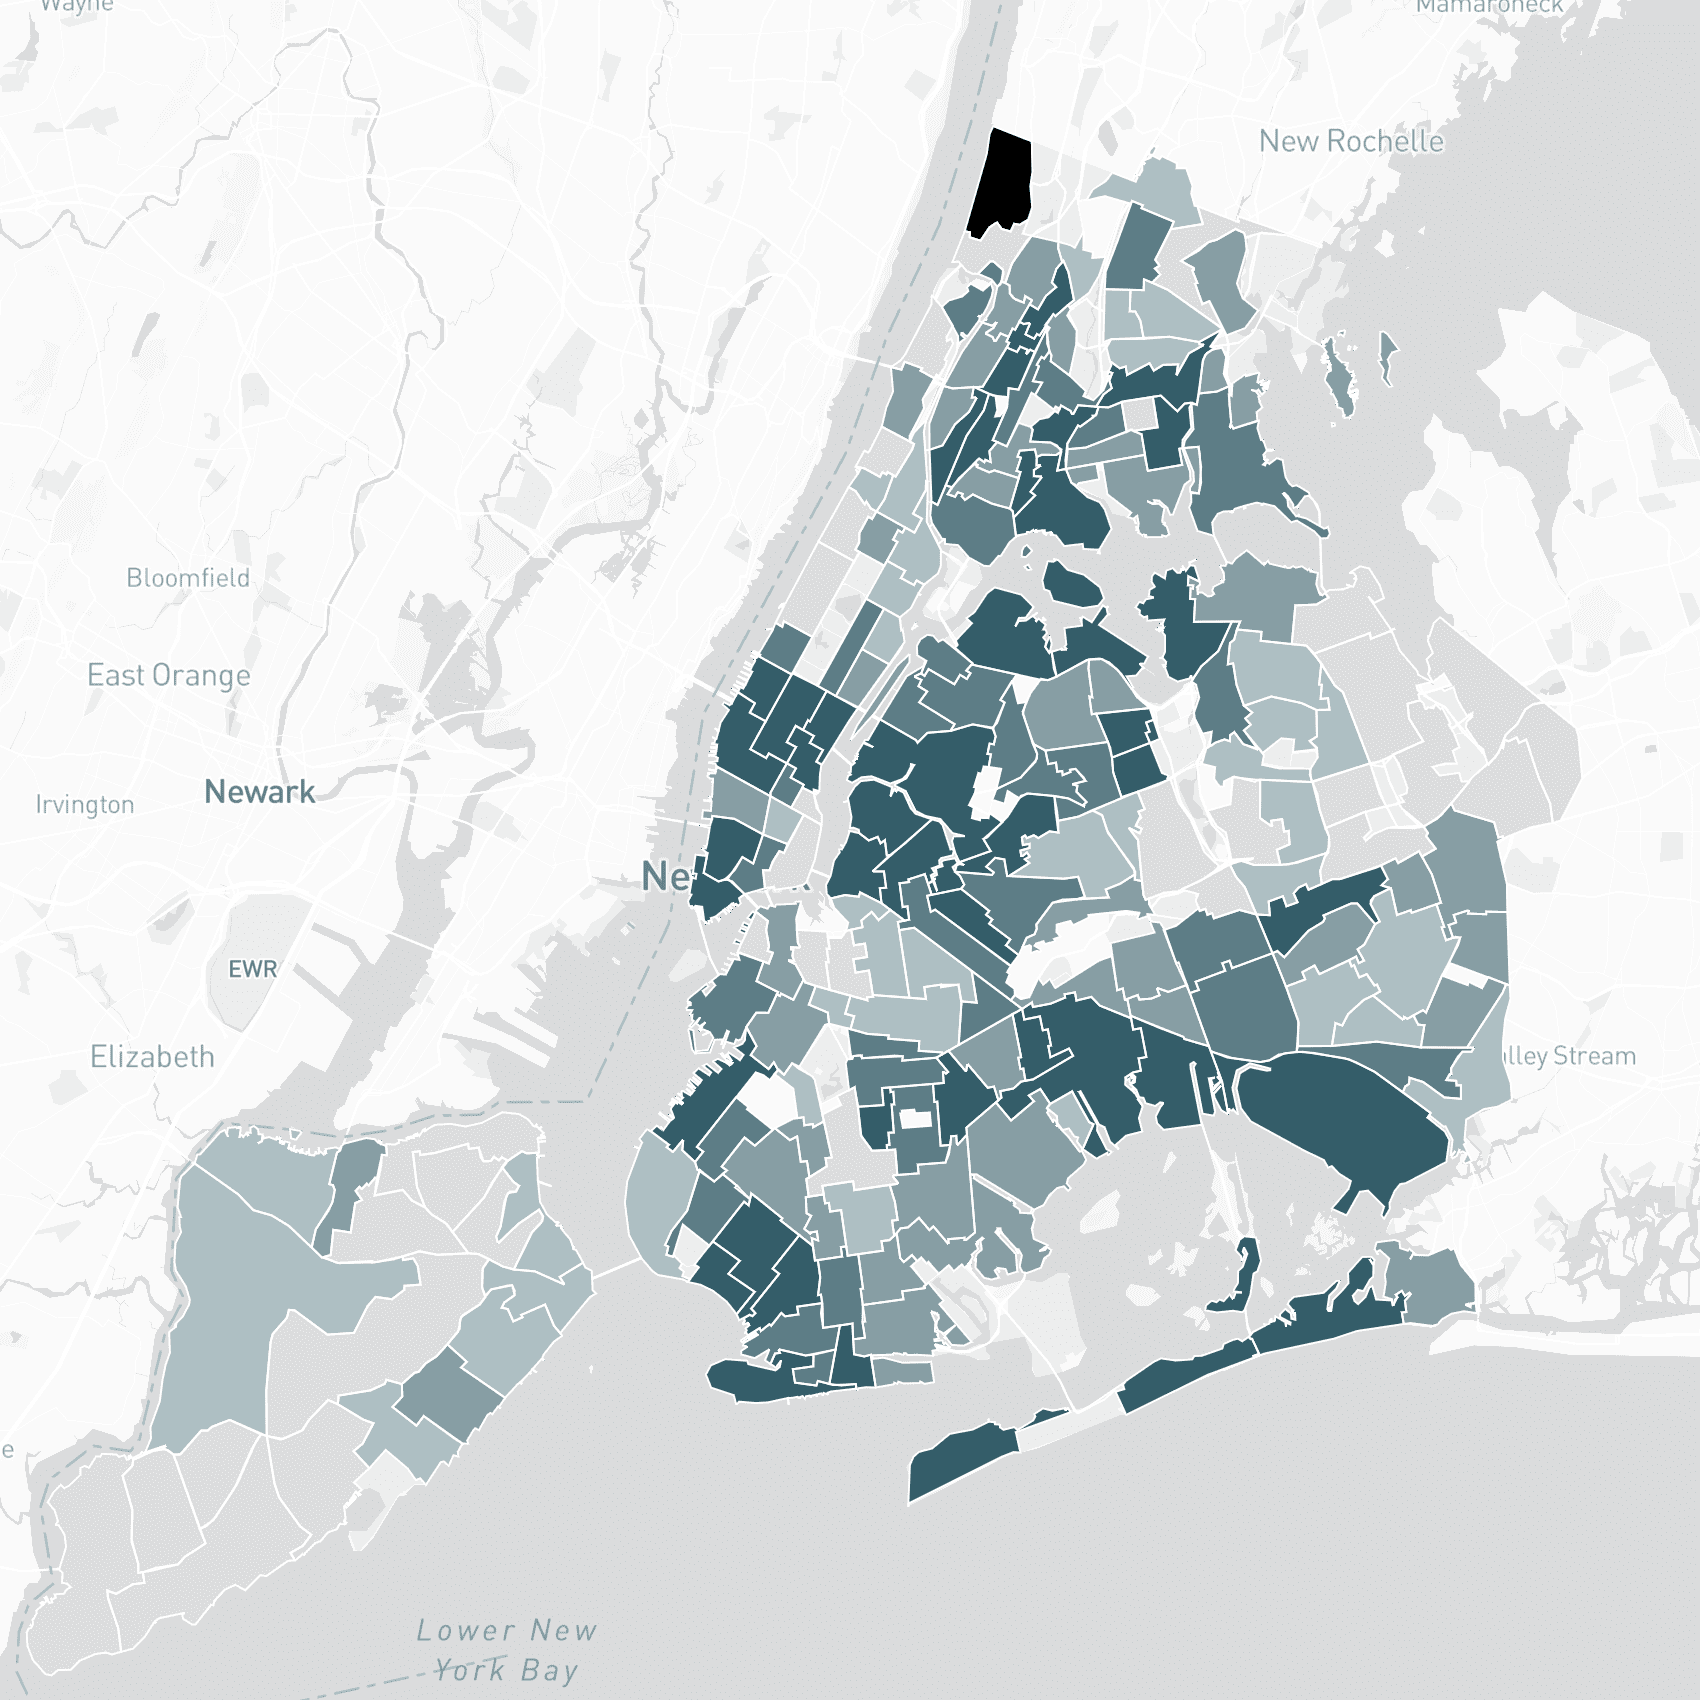 Wayne
Mamaroneck
New Rochelle
Bloomfield
East Orange
Newark
Irvington
Ne
k
EWR
Elizabeth
lley Stream
e
Lower New
York Bay